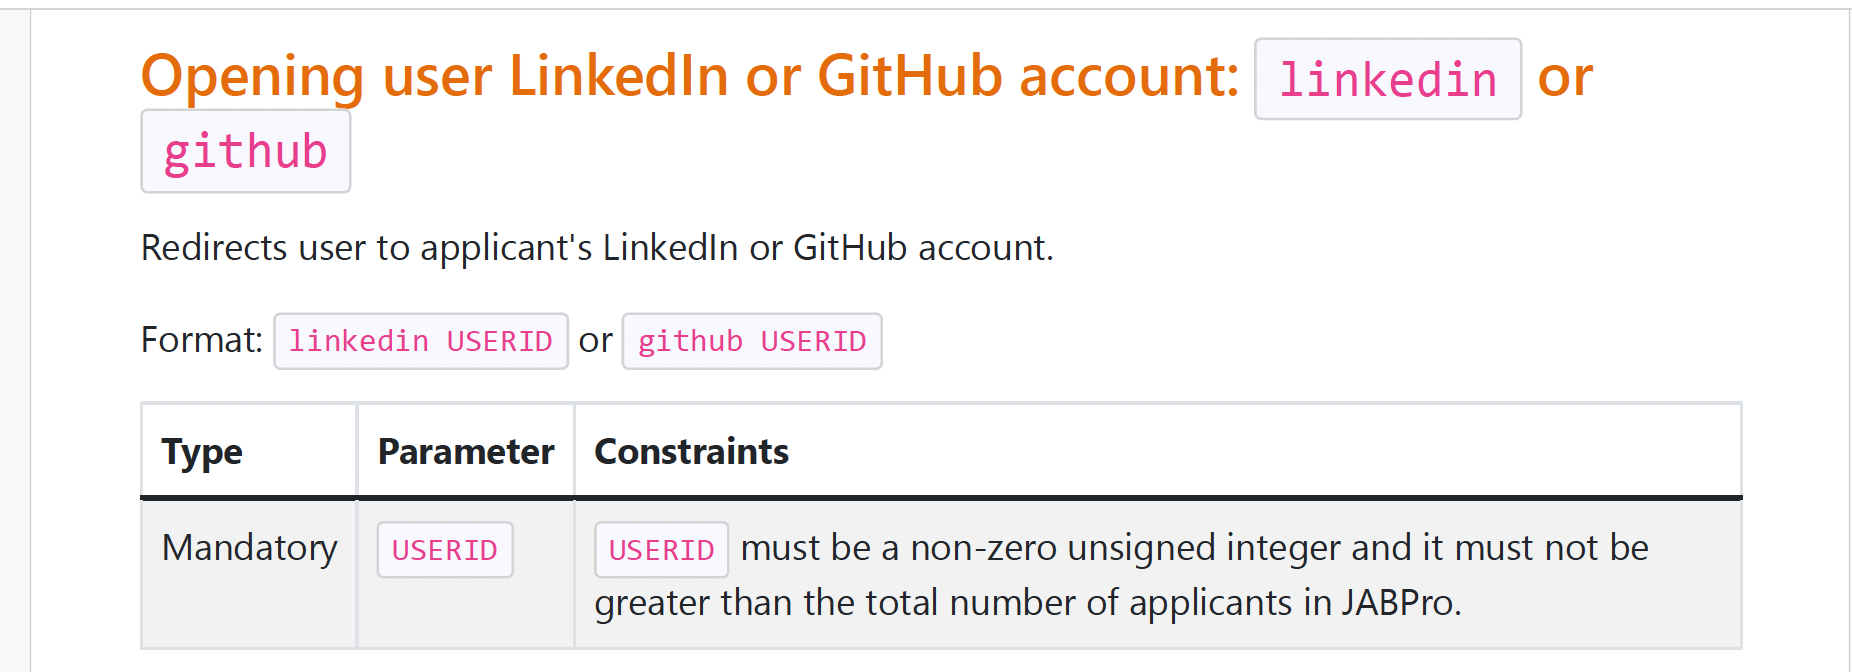 Opening user LinkedIn or GitHub account: linkedin or
github
Redirects user to applicant's LinkedIn or GitHub account.
Format: linkedin USERID or github USERID
Type Parameter Constraints
Mandatory USERID USERID must be a non-zero unsigned integer and it must not be
greater than the total number of applicants in JABPro.